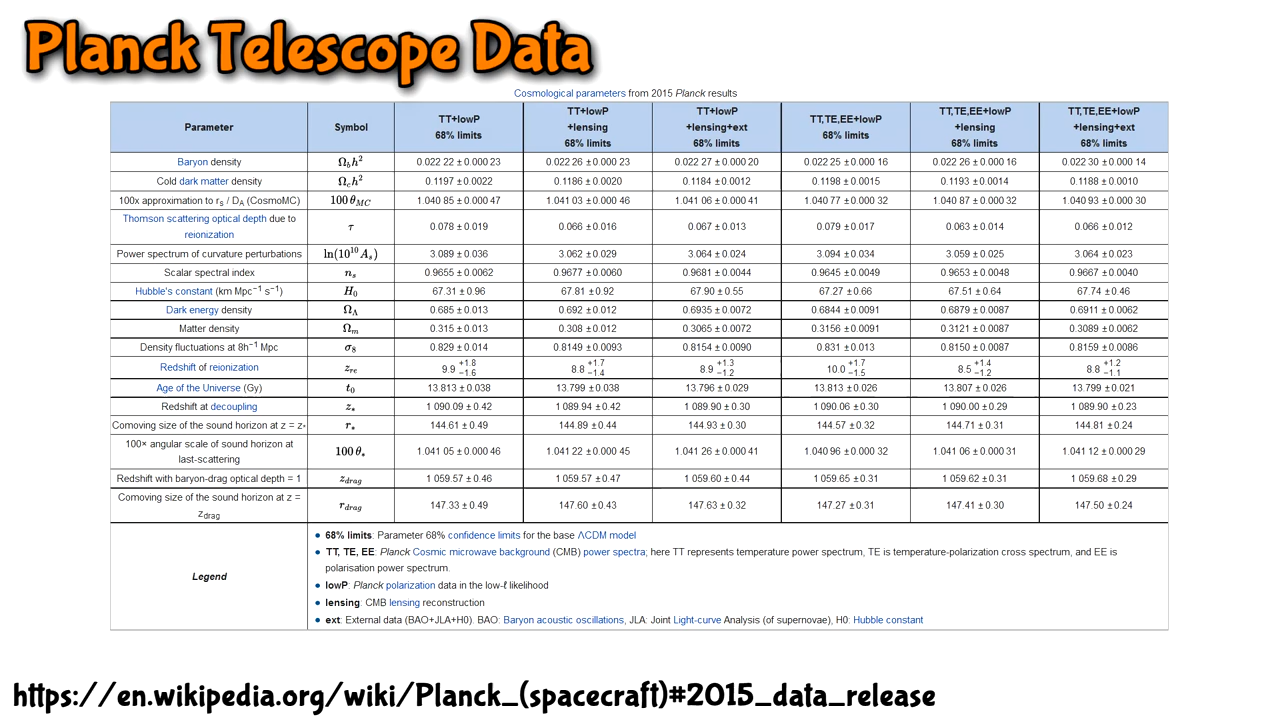 Planck Telescope Data
Cosmological parameters from 2015 Planck results
Parameter Symbol TT+lowP 68% limits TT+lowP +lensing 68% limits TT+lowP +lensing+ext 68% limits TT,TE,EE+lowP 68% limits TT,TE,EE+lowP +lensing 68% limits TT,TE,EE+lowP +lensing+ext 68% limits
Baryon density Ω_b h² 0.022 22 ± 0.000 23 0.022 26 ± 0.000 23 0.022 27 ± 0.000 20 0.022 25 ± 0.000 16 0.022 26 ± 0.000 16 0.022 30 ± 0.000 14
Cold dark matter density Ω_c h² 0.1197 ± 0.0022 0.1186 ± 0.0020 0.1184 ± 0.0012 0.1198 ± 0.0015 0.1193 ± 0.0014 0.1188 ± 0.0010
100x approximation to r_s / D_A (CosmoMC) 100 θ_MC 1.040 85 ± 0.000 47 1.041 03 ± 0.000 46 1.041 06 ± 0.000 41 1.040 77 ± 0.000 32 1.040 87 ± 0.000 32 1.040 93 ± 0.000 30
Thomson scattering optical depth due to reionization τ 0.078 ± 0.019 0.066 ± 0.016 0.067 ± 0.013 0.079 ± 0.017 0.063 ± 0.014 0.066 ± 0.012
Power spectrum of curvature perturbations ln(10¹⁰ A_s) 3.089 ± 0.036 3.062 ± 0.029 3.064 ± 0.024 3.094 ± 0.034 3.059 ± 0.025 3.064 ± 0.023
Scalar spectral index n_s 0.9655 ± 0.0062 0.9677 ± 0.0060 0.9681 ± 0.0044 0.9645 ± 0.0049 0.9653 ± 0.0048 0.9667 ± 0.0040
Hubble's constant (km Mpc⁻¹ s⁻¹) H₀ 67.31 ± 0.96 67.81 ± 0.92 67.90 ± 0.55 67.27 ± 0.66 67.51 ± 0.64 67.74 ± 0.46
Dark energy density Ω_Λ 0.685 ± 0.013 0.692 ± 0.012 0.6935 ± 0.0072 0.6844 ± 0.0091 0.6879 ± 0.0087 0.6911 ± 0.0062
Matter density Ω_m 0.315 ± 0.013 0.308 ± 0.012 0.3065 ± 0.0072 0.3156 ± 0.0091 0.3121 ± 0.0087 0.3089 ± 0.0062
Density fluctuations at 8h⁻¹ Mpc σ₈ 0.829 ± 0.014 0.8149 ± 0.0093 0.8154 ± 0.0090 0.831 ± 0.013 0.8150 ± 0.0087 0.8159 ± 0.0086
Redshift of reionization z_re 9.9 +1.8 −1.6 8.8 +1.7 −1.4 8.9 +1.3 −1.2 10.0 +1.7 −1.5 8.5 +1.4 −1.2 8.8 +1.2 −1.1
Age of the Universe (Gy) t₀ 13.813 ± 0.038 13.799 ± 0.038 13.796 ± 0.029 13.813 ± 0.026 13.807 ± 0.026 13.799 ± 0.021
Redshift at decoupling z_* 1 090.09 ± 0.42 1 089.94 ± 0.42 1 089.90 ± 0.30 1 090.06 ± 0.30 1 090.00 ± 0.29 1 089.90 ± 0.23
Comoving size of the sound horizon at z = z_* r_* 144.61 ± 0.49 144.89 ± 0.44 144.93 ± 0.30 144.57 ± 0.32 144.71 ± 0.31 144.81 ± 0.24
100× angular scale of sound horizon at last-scattering 100 θ_* 1.041 05 ± 0.000 46 1.041 22 ± 0.000 45 1.041 26 ± 0.000 41 1.040 96 ± 0.000 32 1.041 06 ± 0.000 31 1.041 12 ± 0.000 29
Redshift with baryon-drag optical depth = 1 z_drag 1 059.57 ± 0.46 1 059.57 ± 0.47 1 059.60 ± 0.44 1 059.65 ± 0.31 1 059.62 ± 0.31 1 059.68 ± 0.29
Comoving size of the sound horizon at z = z_drag r_drag 147.33 ± 0.49 147.60 ± 0.43 147.63 ± 0.32 147.27 ± 0.31 147.41 ± 0.30 147.50 ± 0.24
Legend
• 68% limits: Parameter 68% confidence limits for the base ΛCDM model
• TT, TE, EE: Planck Cosmic microwave background (CMB) power spectra; here TT represents temperature power spectrum, TE is temperature-polarization cross spectrum, and EE is
polarisation power spectrum.
• lowP: Planck polarization data in the low-ℓ likelihood
• lensing: CMB lensing reconstruction
• ext: External data (BAO+JLA+H0). BAO: Baryon acoustic oscillations, JLA: Joint Light-curve Analysis (of supernovae), H0: Hubble constant
https://en.wikipedia.org/wiki/Planck_(spacecraft)#2015_data_release